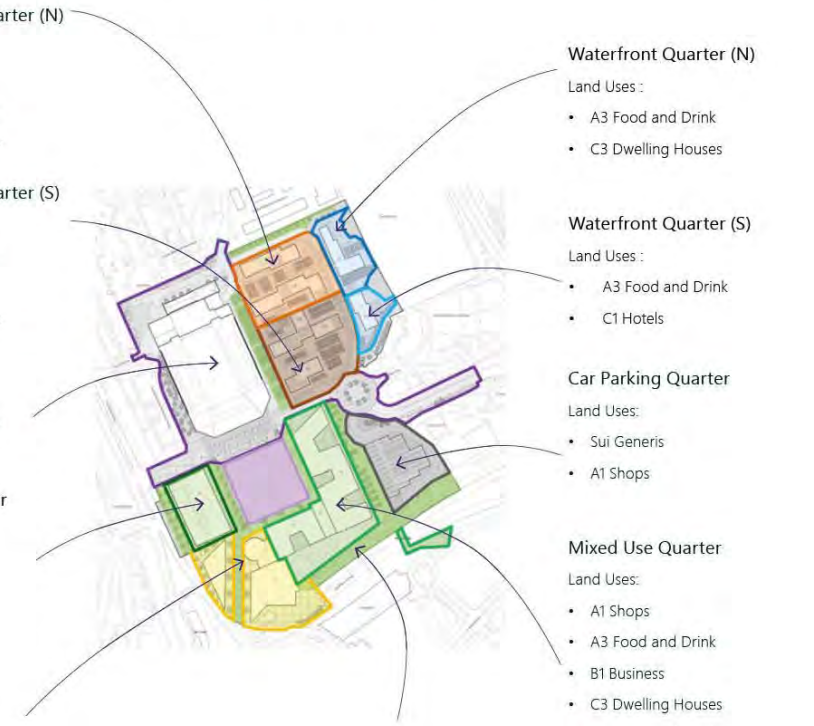 arter (N)
arter (S)
r
Waterfront Quarter (N)
Land Uses :
• A3 Food and Drink
• C3 Dwelling Houses
Waterfront Quarter (S)
Land Uses :
• A3 Food and Drink
• C1 Hotels
Car Parking Quarter
Land Uses:
• Sui Generis
• A1 Shops
Mixed Use Quarter
Land Uses:
• A1 Shops
• A3 Food and Drink
• B1 Business
• C3 Dwelling Houses